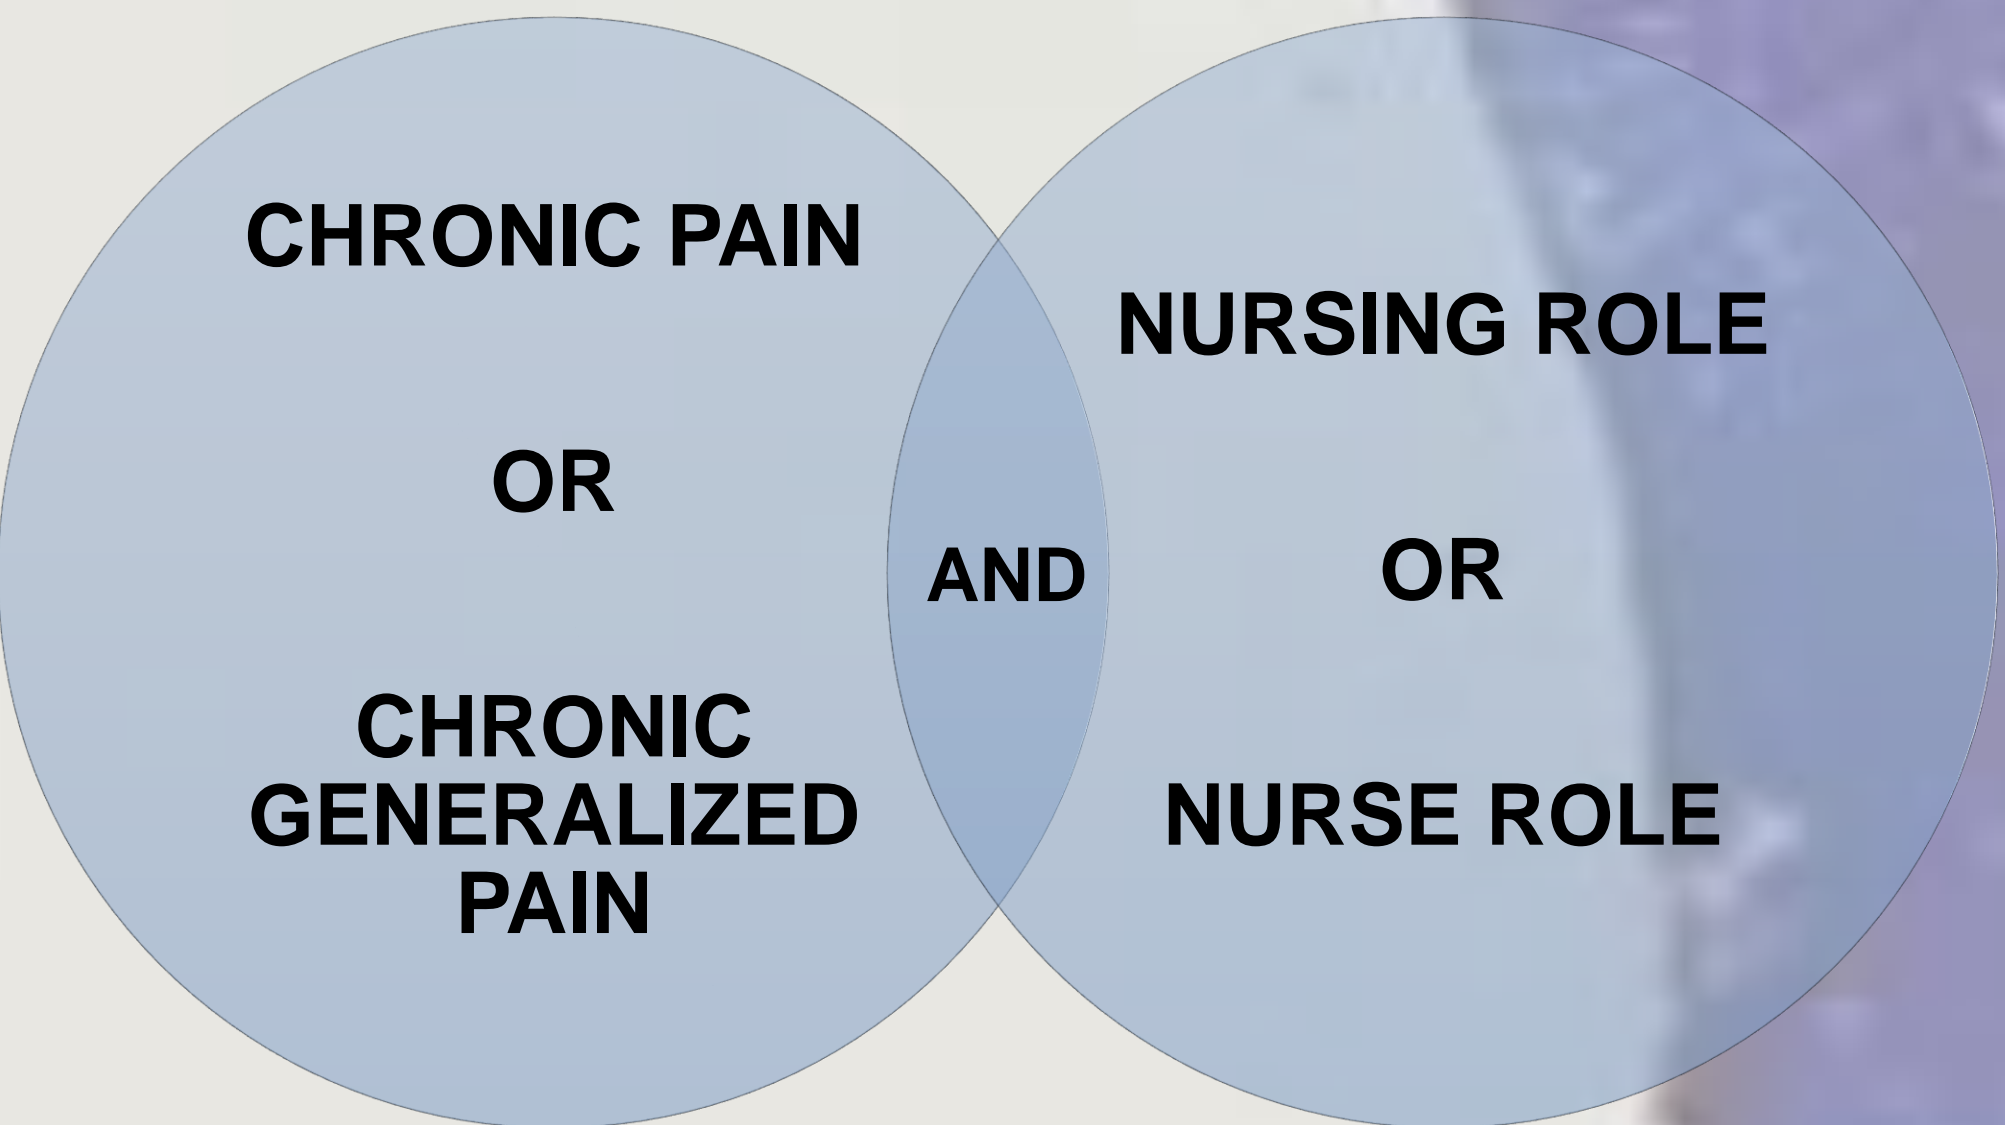 CHRONIC PAIN
OR
CHRONIC
GENERALIZED
PAIN
AND
NURSING ROLE
OR
NURSE ROLE